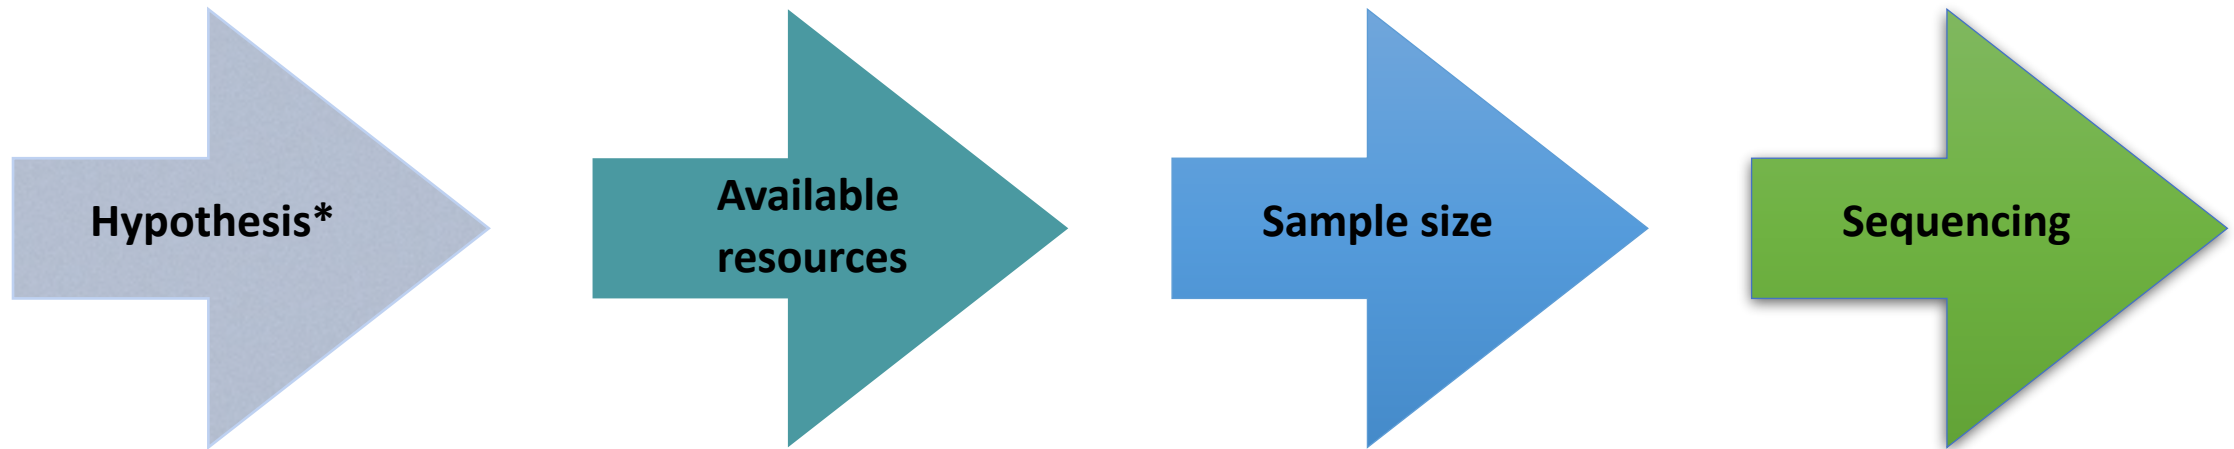 Hypothesis*
Available
resources
Sample size
Sequencing